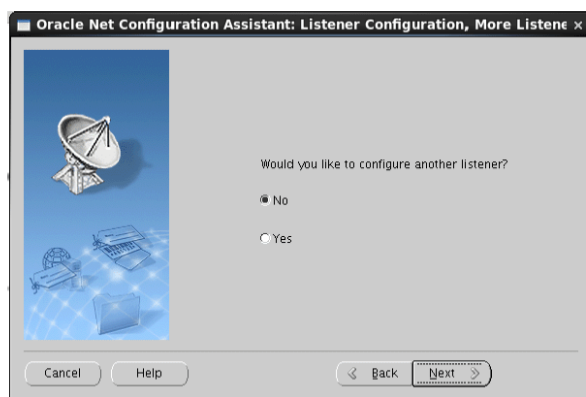 Oracle Net Configuration Assistant: Listener Configuration, More Listene
Would you like to configure another listener?
No
Yes
Cancel
Help
Back
Next